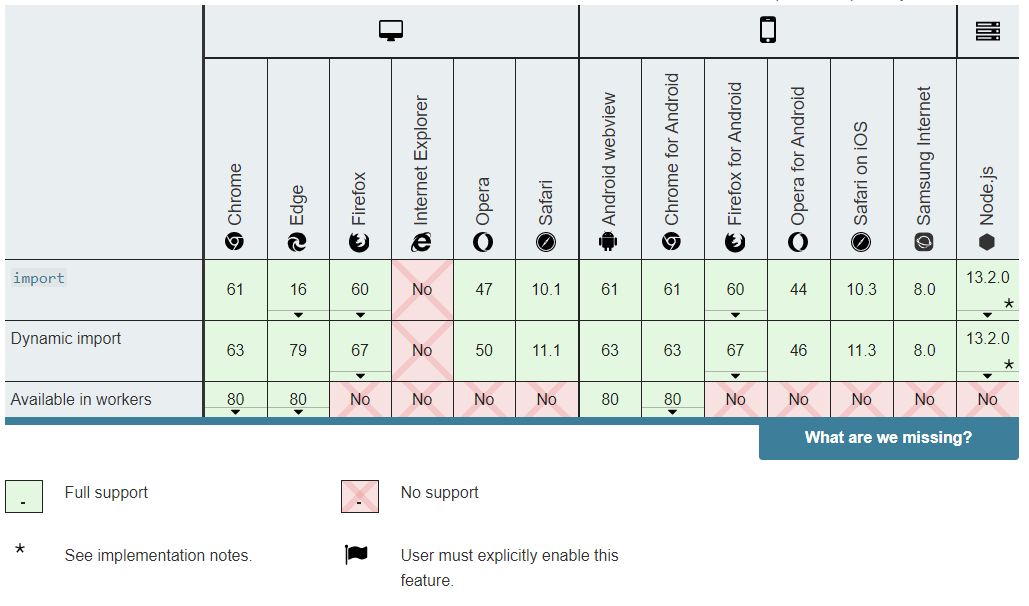 Chrome
Edge
Firefox
Internet Explorer
Opera
Safari
Android webview
Chrome for Android
Firefox for Android
Opera for Android
Safari on iOS
Samsung Internet
Node.js
import 61 16 60 No 47 10.1 61 61 60 44 10.3 8.0 13.2.0 *
Dynamic import 63 79 67 No 50 11.1 63 63 67 46 11.3 8.0 13.2.0 *
Available in workers 80 80 No No No No 80 80 No No No No No
What are we missing?
- Full support - No support
* See implementation notes. User must explicitly enable this
feature.